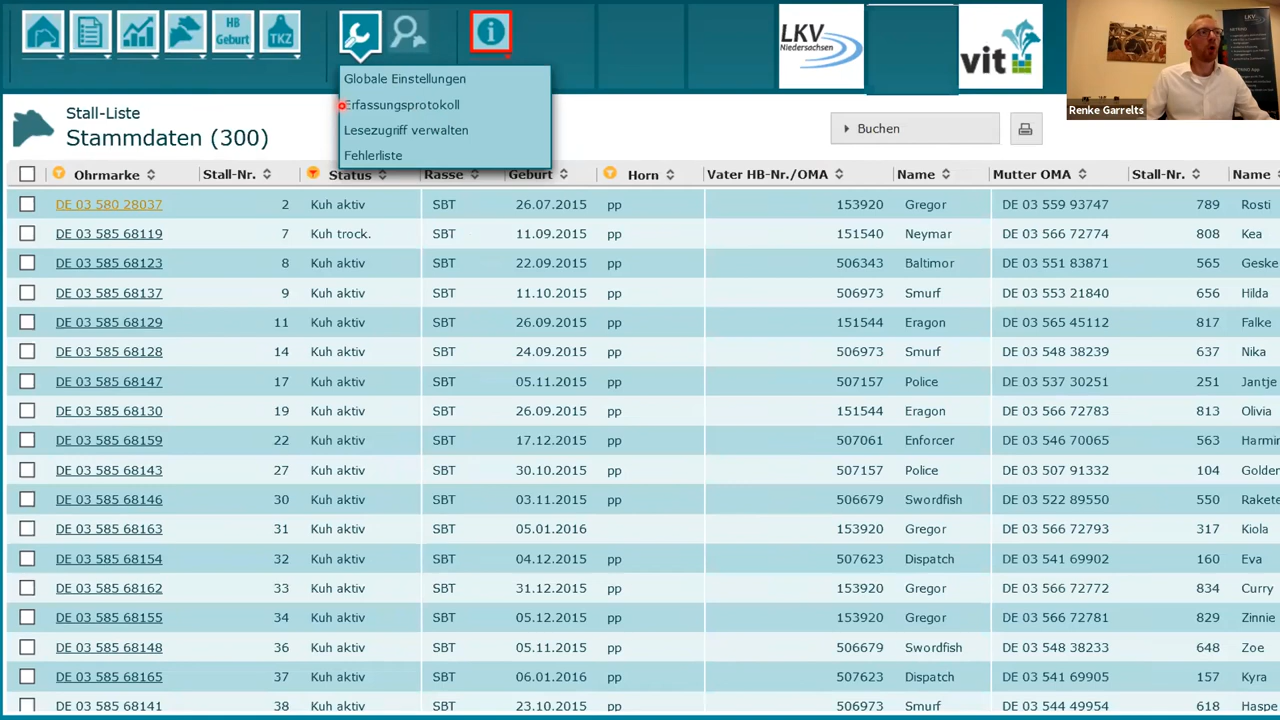 HB
Geburt
TKZ
LKV
Niedersachsen
vit
LKV
Renke Garrelts
Globale Einstellungen
Erfassungsprotokoll
Lesezugriff verwalten
Fehlerliste
Stall-Liste
Stammdaten (300)
Buchen
Ohrmarke Stall-Nr. Status Rasse Geburt Horn Vater HB-Nr./OMA Name Mutter OMA Stall-Nr. Name
DE 03 580 28037 2 Kuh aktiv SBT 26.07.2015 pp 153920 Gregor DE 03 559 93747 789 Rosti
DE 03 585 68119 7 Kuh trock. SBT 11.09.2015 pp 151540 Neymar DE 03 566 72774 808 Kea
DE 03 585 68123 8 Kuh aktiv SBT 22.09.2015 pp 506343 Baltimor DE 03 551 83871 565 Geske
DE 03 585 68137 9 Kuh aktiv SBT 11.10.2015 pp 506973 Smurf DE 03 553 21840 656 Hilda
DE 03 585 68129 11 Kuh aktiv SBT 26.09.2015 pp 151544 Eragon DE 03 565 45112 817 Falke
DE 03 585 68128 14 Kuh aktiv SBT 24.09.2015 pp 506973 Smurf DE 03 548 38239 637 Nika
DE 03 585 68147 17 Kuh aktiv SBT 05.11.2015 pp 507157 Police DE 03 537 30251 251 Jantje
DE 03 585 68130 19 Kuh aktiv SBT 26.09.2015 pp 151544 Eragon DE 03 566 72783 813 Olivia
DE 03 585 68159 22 Kuh aktiv SBT 17.12.2015 pp 507061 Enforcer DE 03 546 70065 563 Harmin
DE 03 585 68143 27 Kuh aktiv SBT 30.10.2015 pp 507157 Police DE 03 507 91332 104 Golden
DE 03 585 68146 30 Kuh aktiv SBT 03.11.2015 pp 506679 Swordfish DE 03 522 89550 550 Rakete
DE 03 585 68163 31 Kuh aktiv SBT 05.01.2016 153920 Gregor DE 03 566 72793 317 Kiola
DE 03 585 68154 32 Kuh aktiv SBT 04.12.2015 pp 507623 Dispatch DE 03 541 69902 160 Eva
DE 03 585 68162 33 Kuh aktiv SBT 31.12.2015 pp 153920 Gregor DE 03 566 72772 834 Curry
DE 03 585 68155 34 Kuh aktiv SBT 05.12.2015 pp 153920 Gregor DE 03 566 72781 829 Zinnie
DE 03 585 68148 36 Kuh aktiv SBT 05.11.2015 pp 506679 Swordfish DE 03 548 38233 648 Zoe
DE 03 585 68165 37 Kuh aktiv SBT 06.01.2016 pp 507623 Dispatch DE 03 541 69905 157 Kyra
DE 03 585 68141 38 Kuh aktiv SBT 23.10.2015 pp 506973 Smurf DE 03 544 49954 618 Haspe